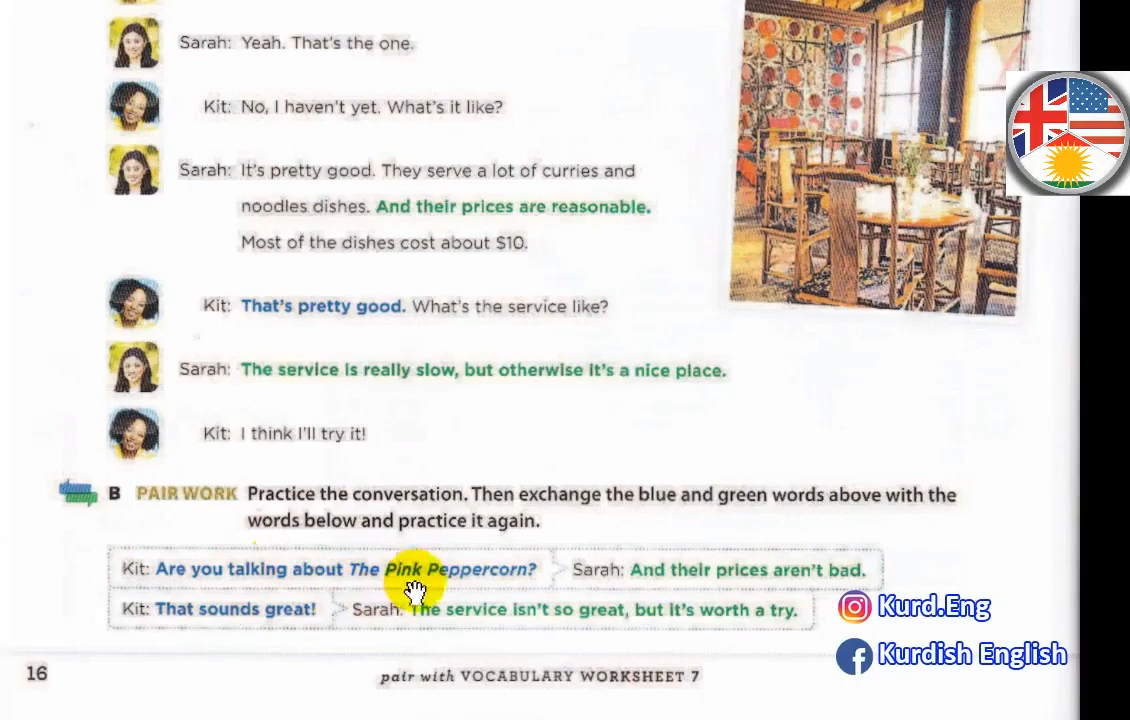 Sarah: Yeah. That's the one.
Kit: No, I haven't yet. What's it like?
Sarah: It's pretty good. They serve a lot of curries and
noodles dishes. And their prices are reasonable.
Most of the dishes cost about $10.
Kit: That's pretty good. What's the service like?
Sarah: The service is really slow, but otherwise it's a nice place.
Kit: I think I'll try it!
B PAIR WORK Practice the conversation. Then exchange the blue and green words above with the
words below and practice it again.
Kit: Are you talking about The Pink Peppercorn? Sarah: And their prices aren't bad.
Kit: That sounds great! Sarah: The service isn't so great, but it's worth a try.
Kurd.Eng
Kurdish English
16
pair with VOCABULARY WORKSHEET 7